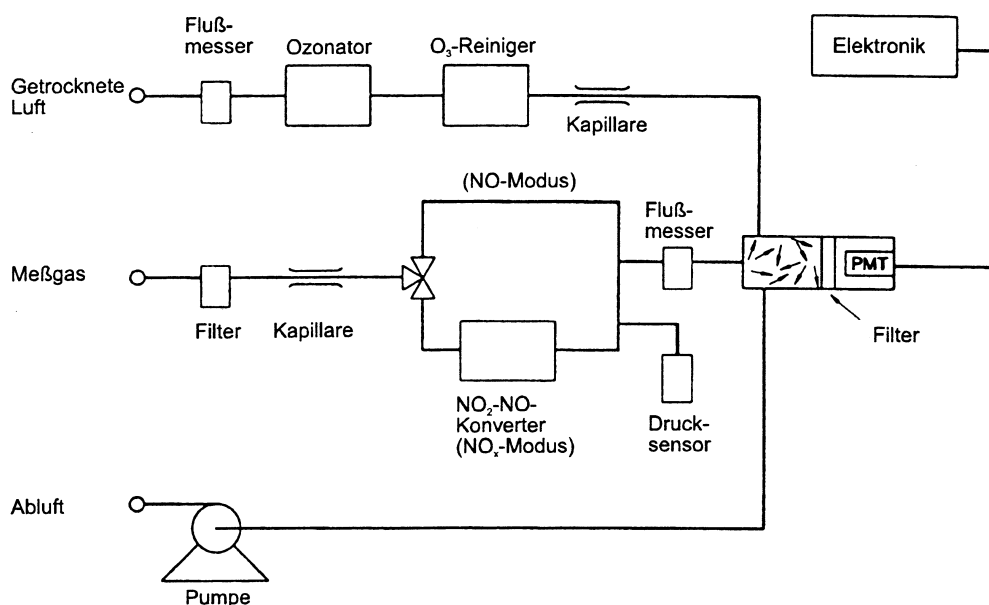 Fluß-
messer
Ozonator
O₃-Reiniger
Elektronik
Getrocknete
Luft
Kapillare
(NO-Modus)
Fluß-
messer
Meßgas
PMT
Filter
Kapillare
Filter
NO₂-NO-
Konverter
(NOₓ-Modus)
Druck-
sensor
Abluft
Pumpe